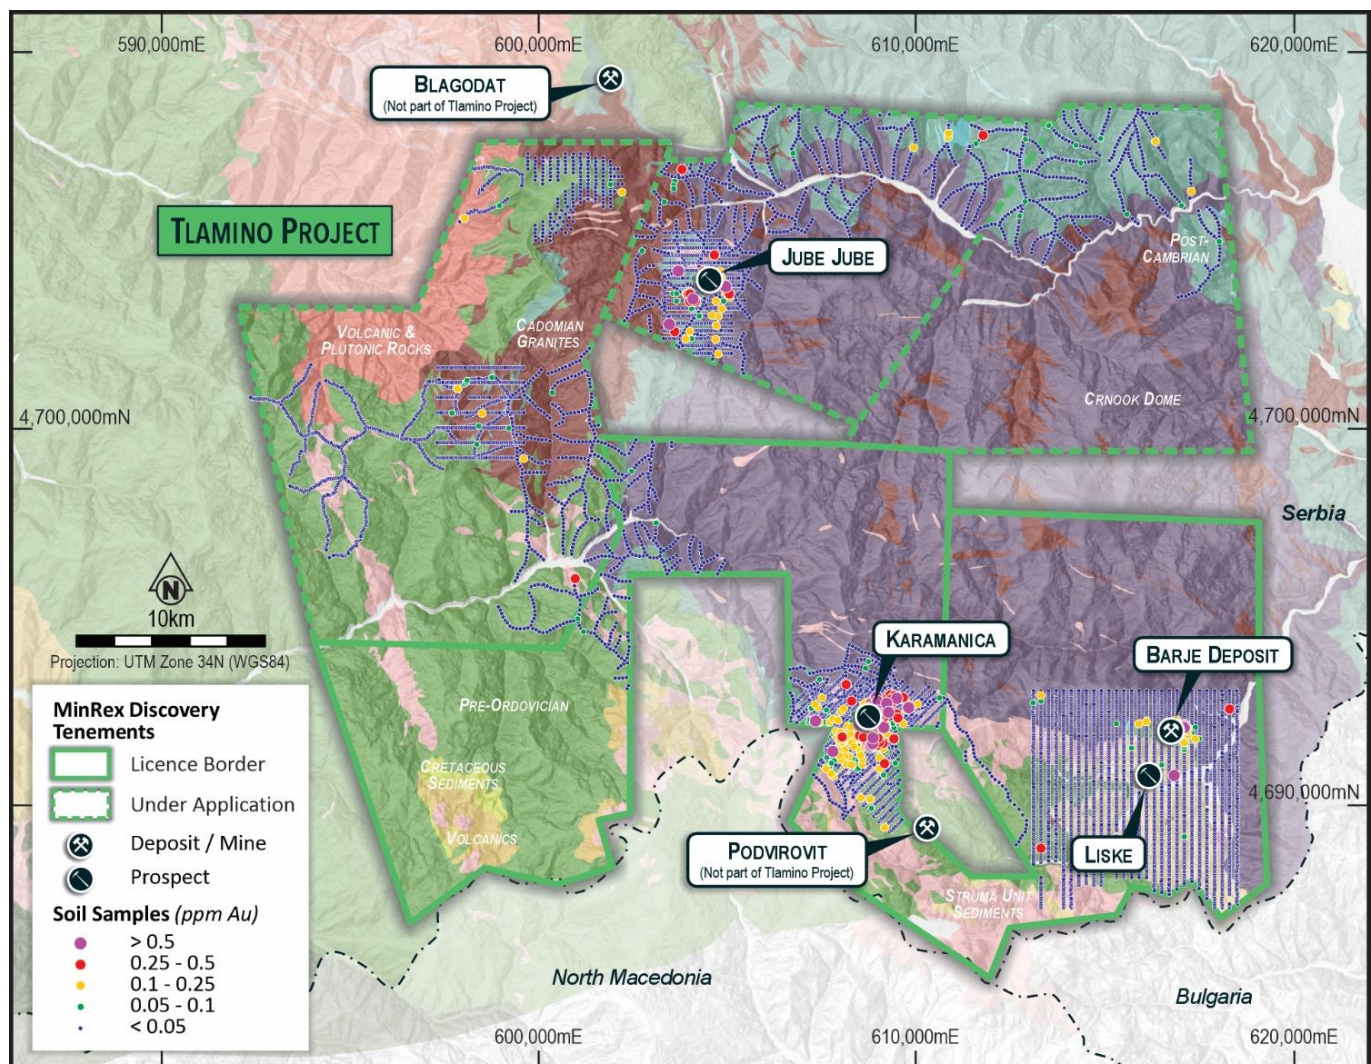 590,000mE
600,000mE
610,000mE
620,000mE
BLAGODAT
(Not part of Tlamino Project)
TLAMINO PROJECT
JUBE JUBE
POST-
CAMBRIAN
VOLCANIC &
PLUTONIC ROCKS
CADOMIAN
GRANITES
CRNOOK DOME
4,700,000mN
4,700,000mN
Serbia
N
10km
Projection: UTM Zone 34N (WGS84)
KARAMANICA
BARJE DEPOSIT
PRE-ORDOVICIAN
CRETACEOUS
SEDIMENTS
VOLCANICS
4,690,000mN
PODVIROVIT
(Not part of Tlamino Project)
LISKE
STRUMA UNIT
SEDIMENTS
North Macedonia
Bulgaria
MinRex Discovery
Tenements
Licence Border
Under Application
Deposit / Mine
Prospect
Soil Samples (ppm Au)
> 0.5
0.25 - 0.5
0.1 - 0.25
0.05 - 0.1
< 0.05
600,000mE
610,000mE
620,000mE